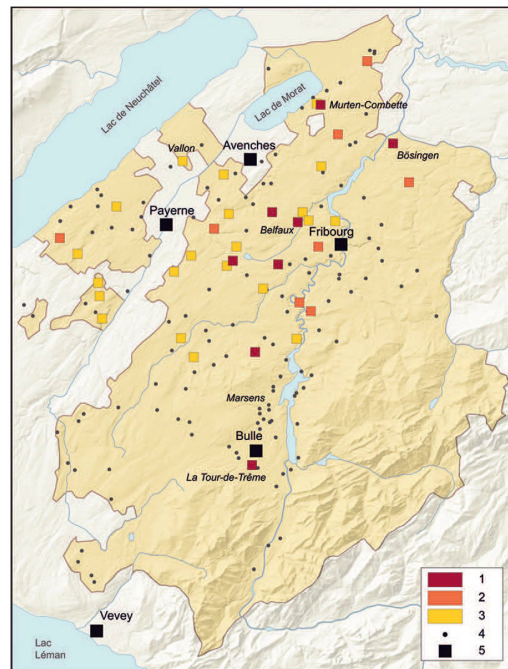 Lac de Neuchâtel
Lac de Morat
Murten-Combette
Vallon
Avenches
Bösingen
Payerne
Belfaux
Fribourg
Marsens
Bulle
La Tour-de-Trême
Vevey
Lac
Léman
1
2
3
4
5